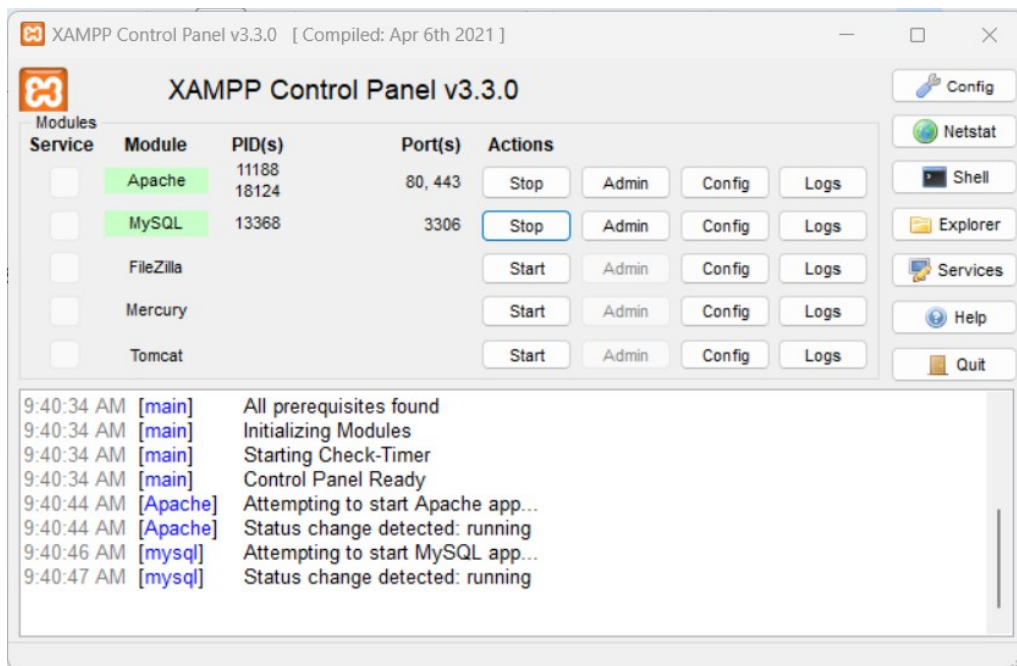 XAMPP Control Panel v3.3.0 [ Compiled: Apr 6th 2021 ]
XAMPP Control Panel v3.3.0
Config
Modules
Netstat
Service Module PID(s) Port(s) Actions
Apache 11188 18124 80, 443 Stop Admin Config Logs
Shell
MySQL 13368 3306 Stop Admin Config Logs
Explorer
FileZilla Start Admin Config Logs
Services
Mercury Start Admin Config Logs
Help
Tomcat Start Admin Config Logs
Quit
9:40:34 AM [main] All prerequisites found
9:40:34 AM [main] Initializing Modules
9:40:34 AM [main] Starting Check-Timer
9:40:34 AM [main] Control Panel Ready
9:40:44 AM [Apache] Attempting to start Apache app...
9:40:44 AM [Apache] Status change detected: running
9:40:46 AM [mysql] Attempting to start MySQL app...
9:40:47 AM [mysql] Status change detected: running